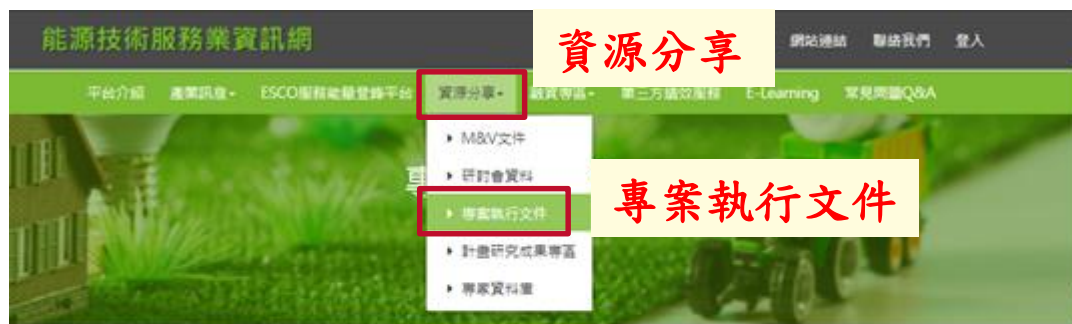 能源技術服務業資訊網
資源分享
網站連結 聯絡我們 登入
平台介紹 產業訊息 ESCO服務能量登錄平台 資源分享 融資專區 第三方績效服務 E-Learning 常見問題Q&A
M&V文件
研討會資料
專案執行文件
專案執行文件
計畫研究成果專區
專家資料庫